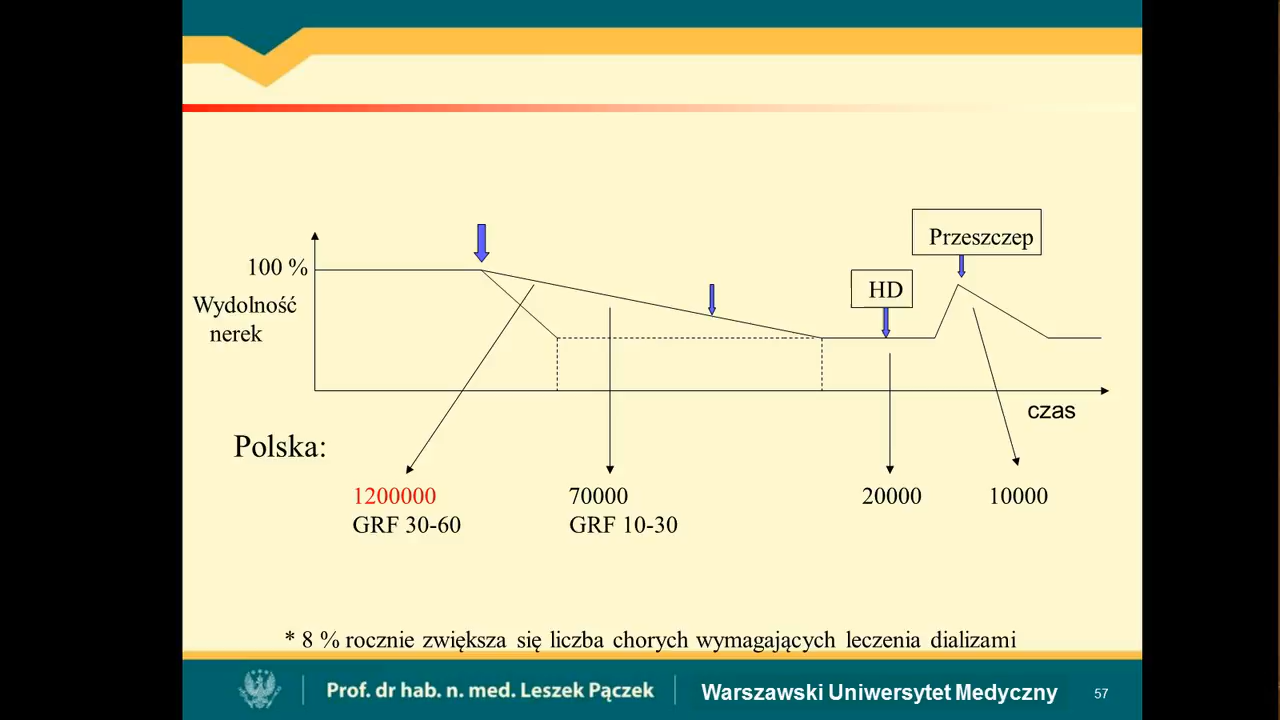 Przeszczep
100 %
HD
Wydolność
nerek
czas
Polska:
1200000
GRF 30-60
70000
GRF 10-30
20000
10000
* 8 % rocznie zwiększa się liczba chorych wymagających leczenia dializami
Prof. dr hab. n. med. Leszek Pączek
Warszawski Uniwersytet Medyczny
57